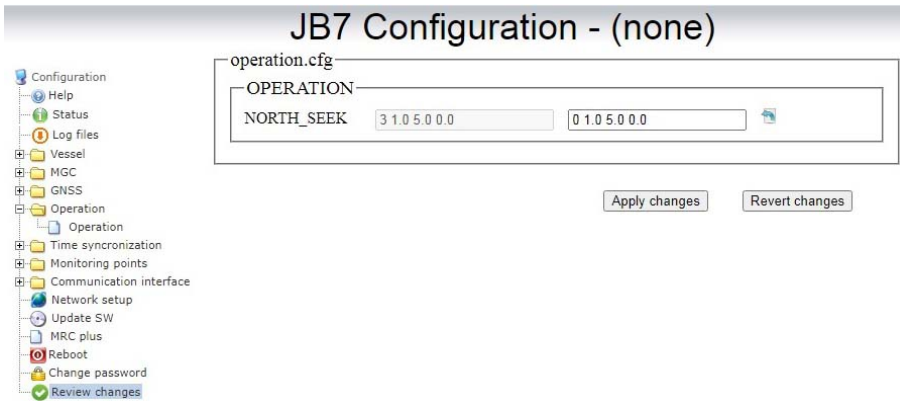 JB7 Configuration - (none)
Configuration
Help
Status
Log files
Vessel
MGC
GNSS
Operation
Operation
Time syncronization
Monitoring points
Communication interface
Network setup
Update SW
MRC plus
Reboot
Change password
Review changes
operation.cfg
OPERATION
NORTH_SEEK 3 1.0 5.0 0.0 0 1.0 5.0 0.0
Apply changes Revert changes